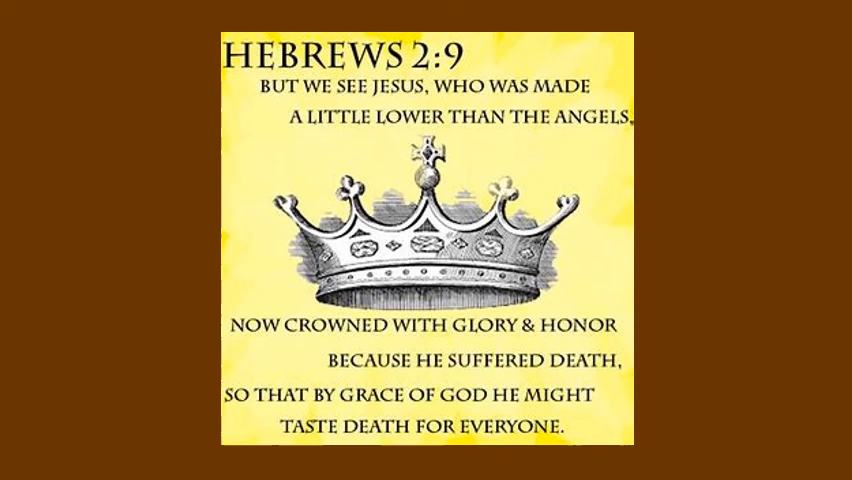 HEBREWS 2:9
BUT WE SEE JESUS, WHO WAS MADE
A LITTLE LOWER THAN THE ANGELS,
NOW CROWNED WITH GLORY & HONOR
BECAUSE HE SUFFERED DEATH,
SO THAT BY GRACE OF GOD HE MIGHT
TASTE DEATH FOR EVERYONE.